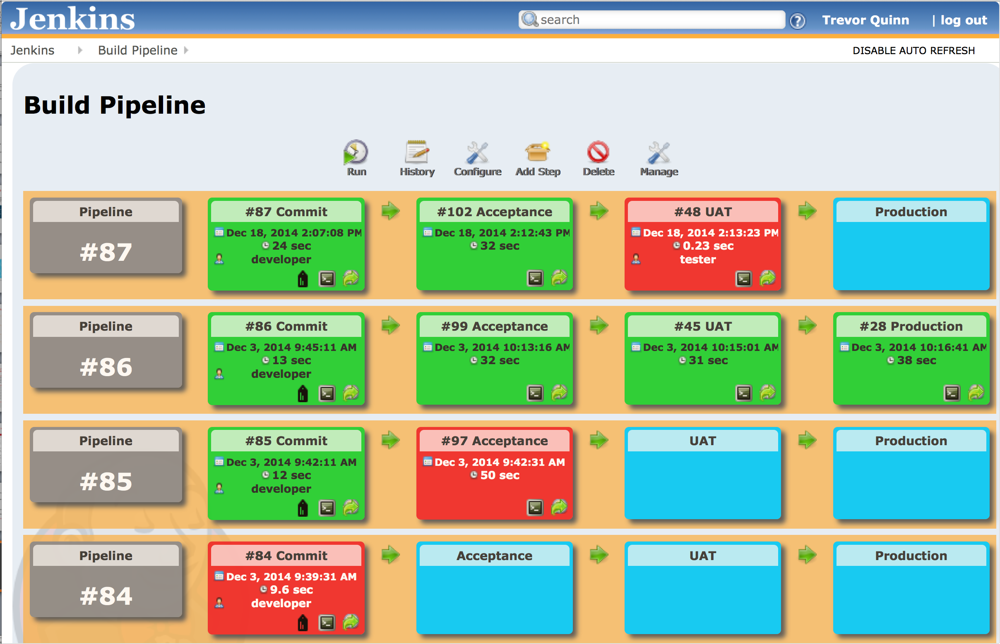 Jenkins
search
Trevor Quinn | log out
Jenkins
Build Pipeline
DISABLE AUTO REFRESH
Build Pipeline
Run
History
Configure
Add Step
Delete
Manage
Pipeline
#87
#87 Commit
Dec 18, 2014 2:07:08 PM
24 sec
developer
#102 Acceptance
Dec 18, 2014 2:12:43 PM
32 sec
#48 UAT
Dec 18, 2014 2:13:23 PM
0.23 sec
tester
Production
Pipeline
#86
#86 Commit
Dec 3, 2014 9:45:11 AM
13 sec
developer
#99 Acceptance
Dec 3, 2014 10:13:16 AM
32 sec
#45 UAT
Dec 3, 2014 10:15:01 AM
31 sec
#28 Production
Dec 3, 2014 10:16:41 AM
38 sec
Pipeline
#85
#85 Commit
Dec 3, 2014 9:42:11 AM
12 sec
developer
#97 Acceptance
Dec 3, 2014 9:42:31 AM
50 sec
UAT
Production
Pipeline
#84
#84 Commit
Dec 3, 2014 9:39:31 AM
9.6 sec
developer
Acceptance
UAT
Production